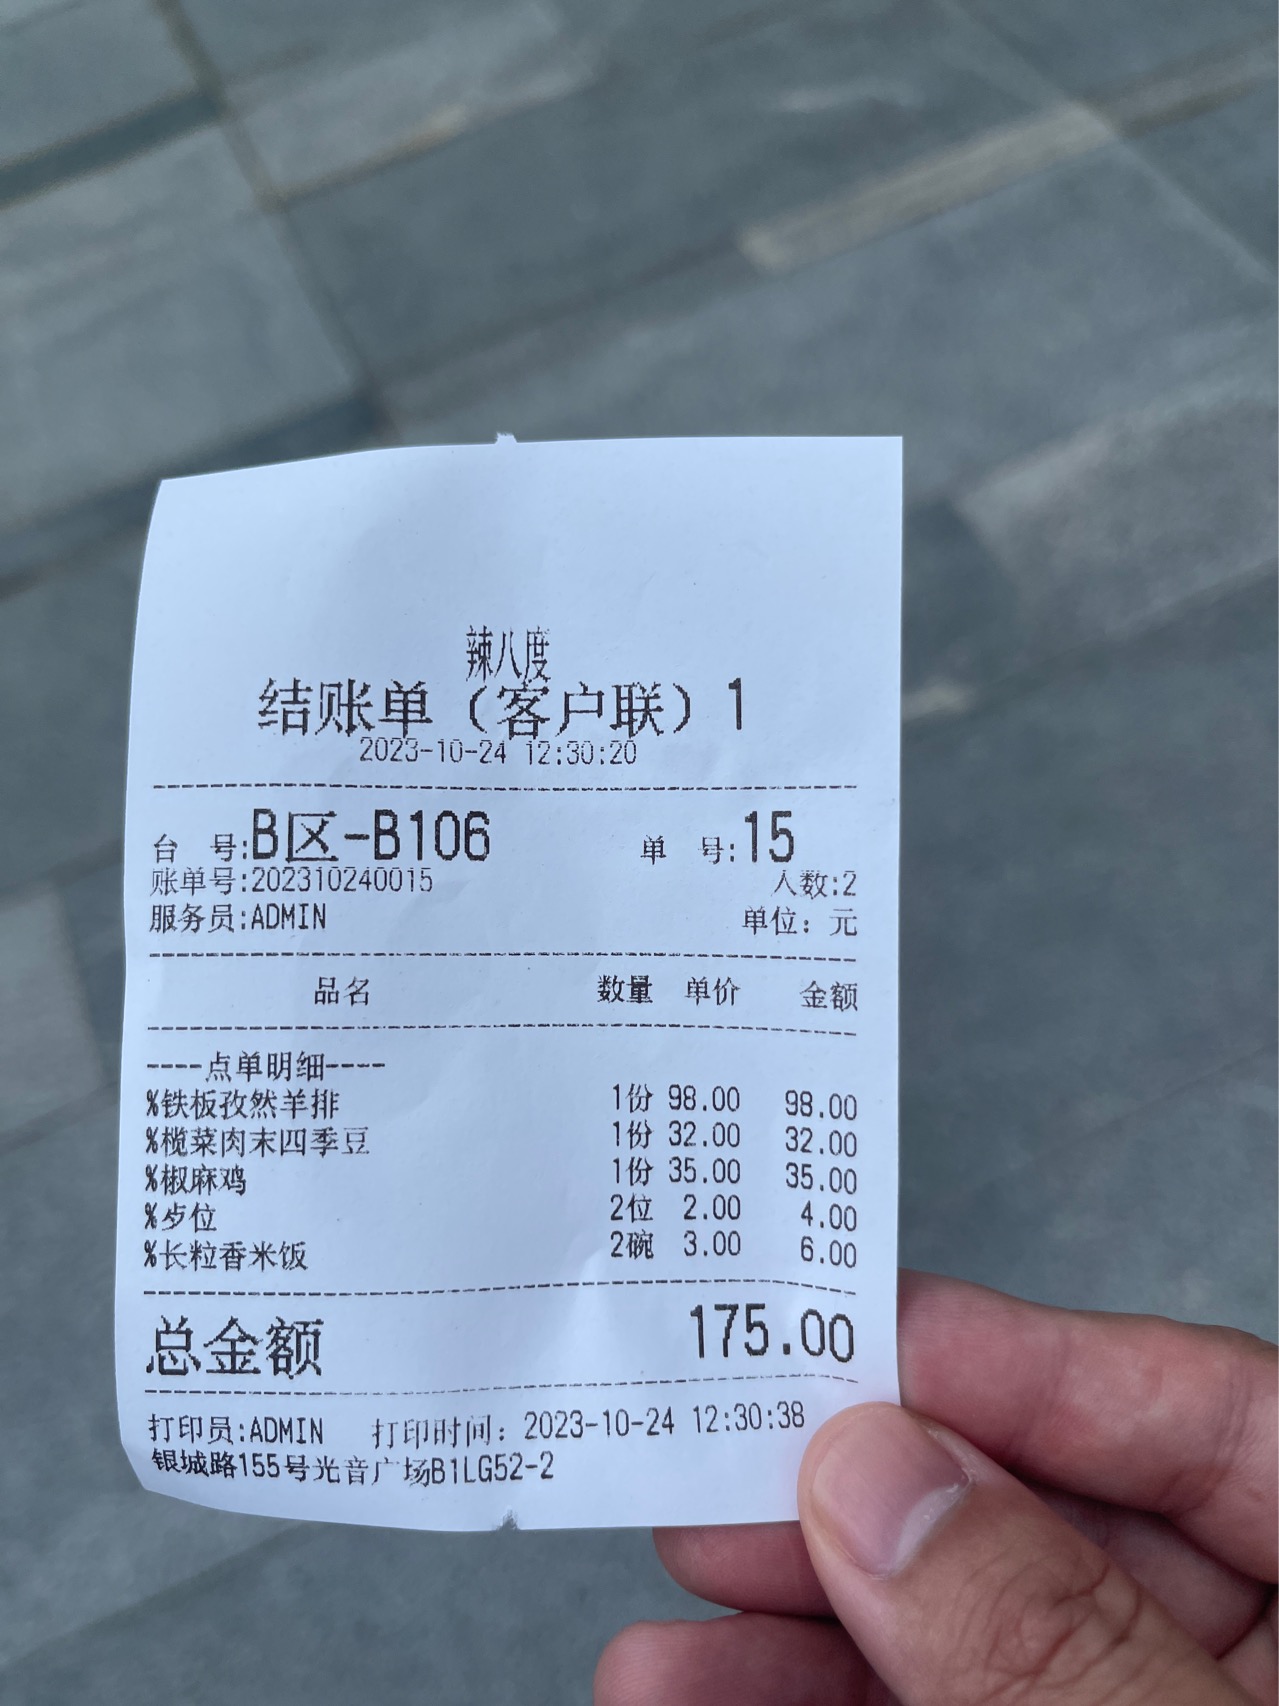 辣八度
结账单（客户联）1
2023-10-24 12:30:20
台 号:B区-B106 单 号:15
账单号:202310240015 人数:2
服务员:ADMIN 单位：元
品名 数量 单价 金额
----点单明细----
%铁板孜然羊排 1份 98.00 98.00
%榄菜肉末四季豆 1份 32.00 32.00
%椒麻鸡 1份 35.00 35.00
%歺位 2位 2.00 4.00
%长粒香米饭 2碗 3.00 6.00
总金额 175.00
打印员:ADMIN 打印时间：2023-10-24 12:30:38
银城路155号光音广场B1LG52-2